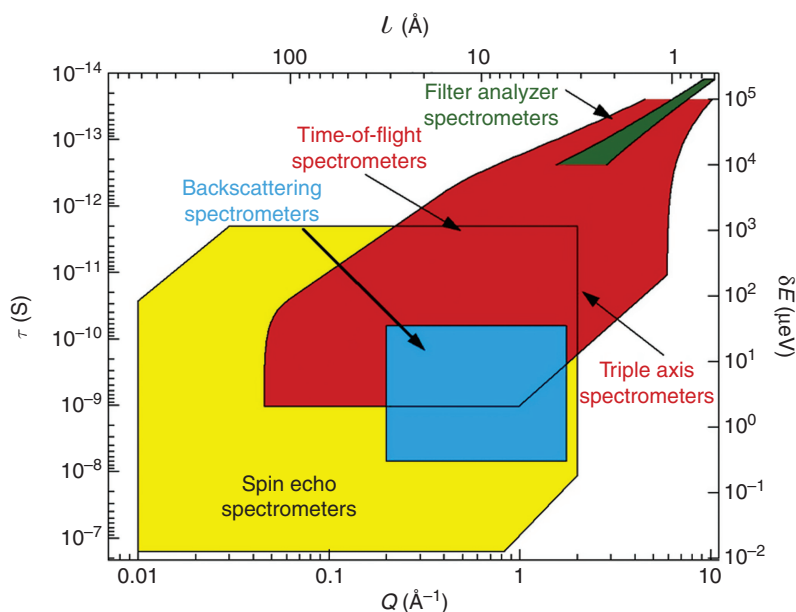 ι (Å)
100 10 1
10⁻¹⁴
10⁻¹³
10⁻¹²
10⁻¹¹
10⁻¹⁰
10⁻⁹
10⁻⁸
10⁻⁷
τ (S)
Filter analyzer
spectrometers
Time-of-flight
spectrometers
Backscattering
spectrometers
Triple axis
spectrometers
Spin echo
spectrometers
10⁵
10⁴
10³
10²
10¹
10⁰
10⁻¹
10⁻²
δE (μeV)
0.01 0.1 1 10
Q (Å⁻¹)